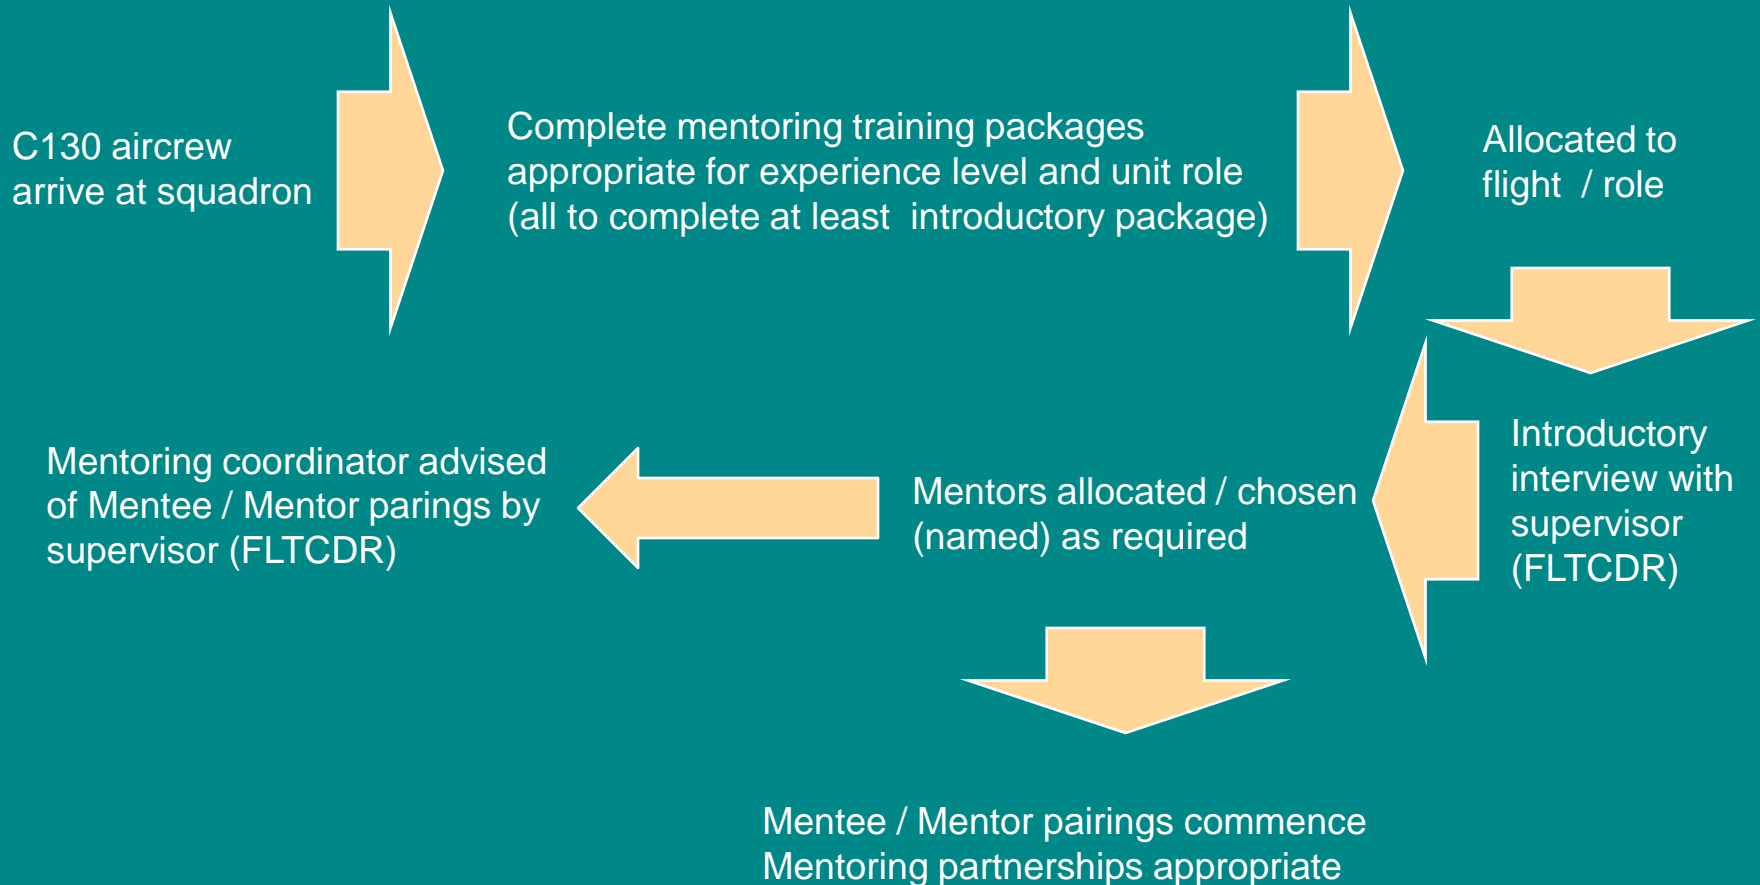 C130 aircrew
arrive at squadron
Complete mentoring training packages
appropriate for experience level and unit role
(all to complete at least  introductory package)
Allocated to
flight  / role
Introductory
interview with
supervisor
(FLTCDR)
Mentors allocated / chosen
(named) as required
Mentoring coordinator advised
of Mentee / Mentor parings by
supervisor (FLTCDR)
Mentee / Mentor pairings commence
Mentoring partnerships appropriate